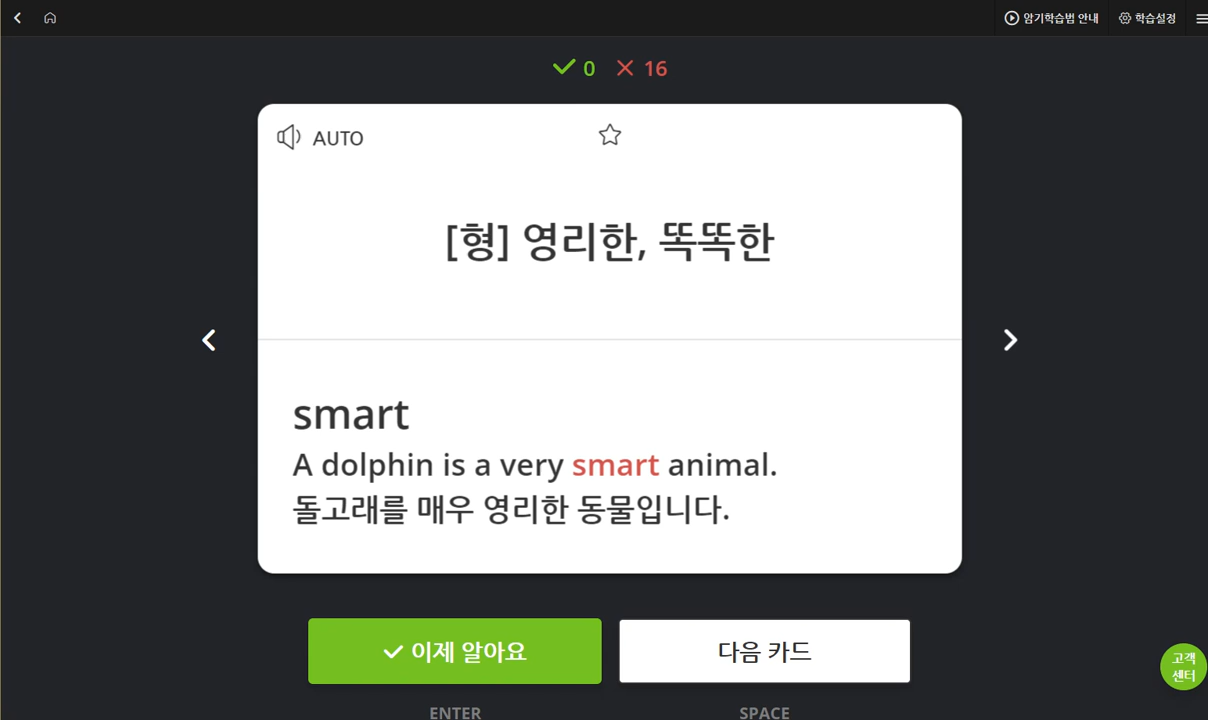 암기학습법 안내
학습설정
0
16
AUTO
[형] 영리한, 똑똑한
smart
A dolphin is a very smart animal.
돌고래를 매우 영리한 동물입니다.
이제 알아요
다음 카드
ENTER
SPACE
고객
센터